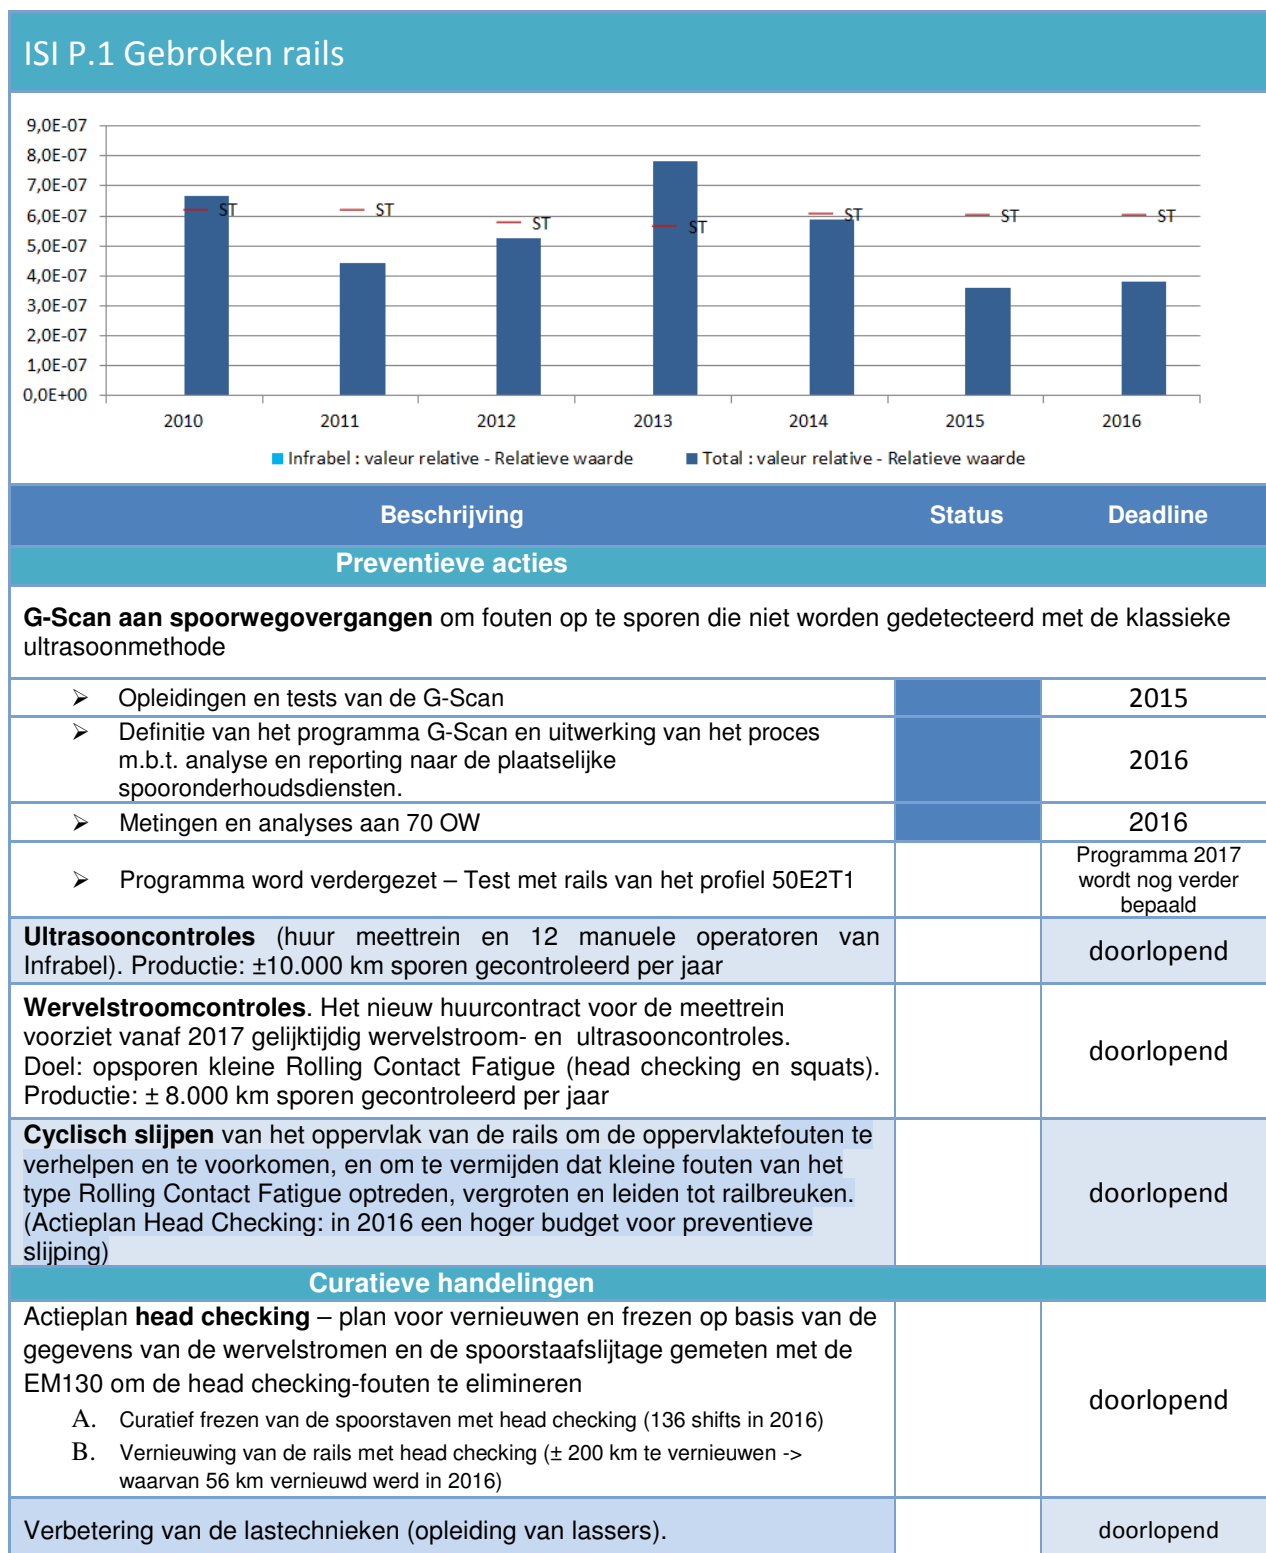 ISI P.1 Gebroken rails
9,0E-07
8,0E-07
7,0E-07
6,0E-07
5,0E-07
4,0E-07
3,0E-07
2,0E-07
1,0E-07
0,0E+00
ST
ST
ST
ST
ST
ST
ST
2010 2011 2012 2013 2014 2015 2016
Infrabel : valeur relative - Relatieve waarde Total : valeur relative - Relatieve waarde
Beschrijving Status Deadline
Preventieve acties
G-Scan aan spoorwegovergangen om fouten op te sporen die niet worden gedetecteerd met de klassieke
ultrasoonmethode
➢ Opleidingen en tests van de G-Scan 2015
➢ Definitie van het programma G-Scan en uitwerking van het proces
m.b.t. analyse en reporting naar de plaatselijke
spooronderhoudsdiensten.
2016
➢ Metingen en analyses aan 70 OW 2016
➢ Programma word verdergezet – Test met rails van het profiel 50E2T1
Programma 2017
wordt nog verder
bepaald
Ultrasooncontroles (huur meettrein en 12 manuele operatoren van
Infrabel). Productie: ±10.000 km sporen gecontroleerd per jaar
doorlopend
Wervelstroomcontroles. Het nieuw huurcontract voor de meettrein
voorziet vanaf 2017 gelijktijdig wervelstroom- en ultrasooncontroles.
Doel: opsporen kleine Rolling Contact Fatigue (head checking en squats).
Productie: ± 8.000 km sporen gecontroleerd per jaar
doorlopend
Cyclisch slijpen van het oppervlak van de rails om de oppervlaktefouten te
verhelpen en te voorkomen, en om te vermijden dat kleine fouten van het
type Rolling Contact Fatigue optreden, vergroten en leiden tot railbreuken.
(Actieplan Head Checking: in 2016 een hoger budget voor preventieve
slijping)
doorlopend
Curatieve handelingen
Actieplan head checking – plan voor vernieuwen en frezen op basis van de
gegevens van de wervelstromen en de spoorstaafslijtage gemeten met de
EM130 om de head checking-fouten te elimineren
A. Curatief frezen van de spoorstaven met head checking (136 shifts in 2016)
B. Vernieuwing van de rails met head checking (± 200 km te vernieuwen ->
waarvan 56 km vernieuwd werd in 2016)
doorlopend
Verbetering van de lastechnieken (opleiding van lassers). doorlopend